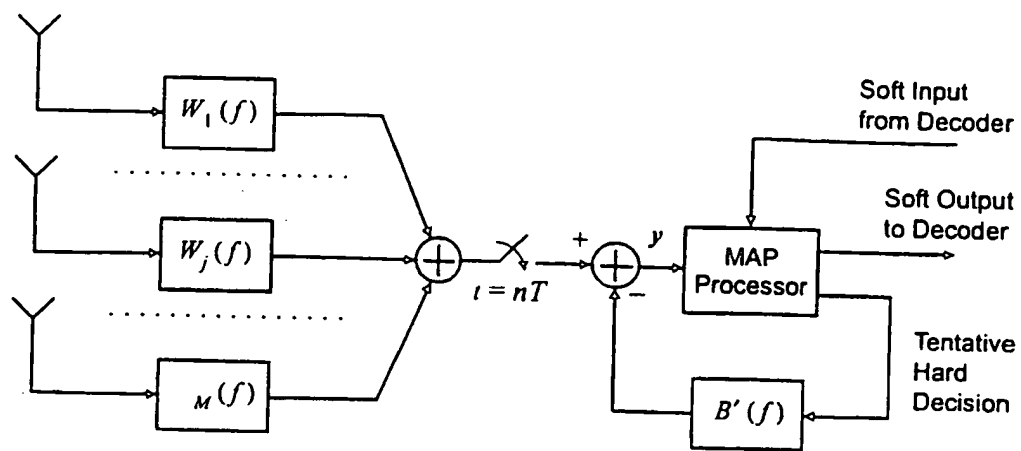 W₁(f)
Wⱼ(f)
M(f)
t = nT
+
−
y
Soft Input
from Decoder
Soft Output
to Decoder
MAP
Processor
Tentative
Hard
Decision
B′(f)